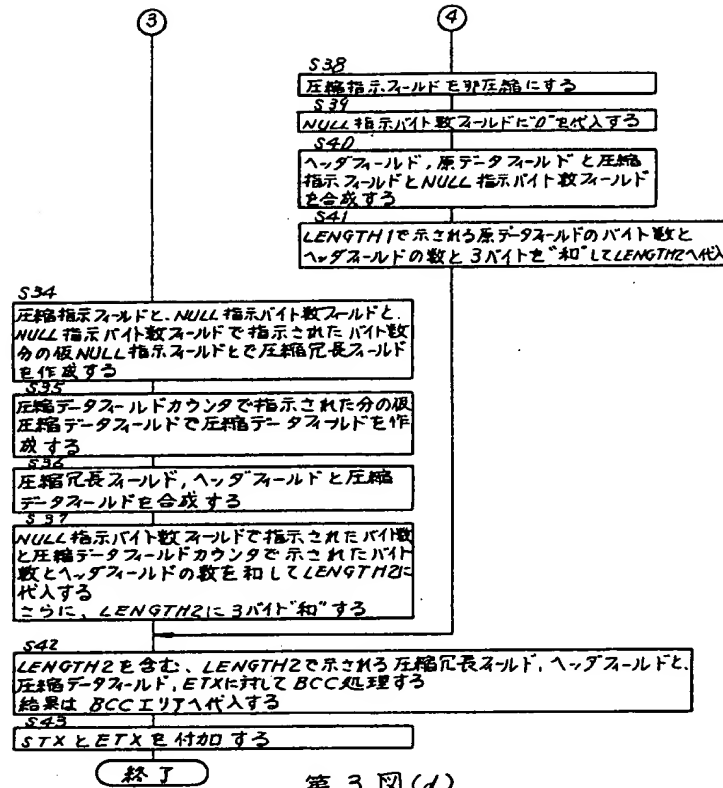 3
4
S38
圧縮指示フィールドを非圧縮にする
S39
NULL指示バイト数フィールドに"0"を代入する
S40
ヘッダフィールド,原データフィールドと圧縮
指示フィールドとNULL指示バイト数フィールド
を合成する
S41
LENGTH1で示される原データフィールドのバイト数と
ヘッダフィールドの数と3バイトを"和"してLENGTH2へ代入
S34
圧縮指示フィールドと、NULL指示バイト数フィールドと、
NULL指示バイト数フィールドで指示されたバイト数
分の仮NULL指示フィールドとで圧縮冗長フィールド
を作成する
S35
圧縮データフィールドカウンタで指示された分の仮
圧縮データフィールドで圧縮データフィールドを作
成する
S36
圧縮冗長フィールド,ヘッダフィールドと圧縮
データフィールドを合成する
S37
NULL指示バイト数フィールドで指示されたバイト数
と圧縮データフィールドカウンタで示されたバイト
数とヘッダフィールドの数を和してLENGTH2に
代入する
さらに、LENGTH2に3バイト"和"する
S42
LENGTH2を含む、LENGTH2で示される圧縮冗長フィールド,ヘッダフィールドと、
圧縮データフィールド,ETXに対してBCC処理する
結果はBCCエリアへ代入する
S43
STXとETXを付加する
終了
第3図(d)